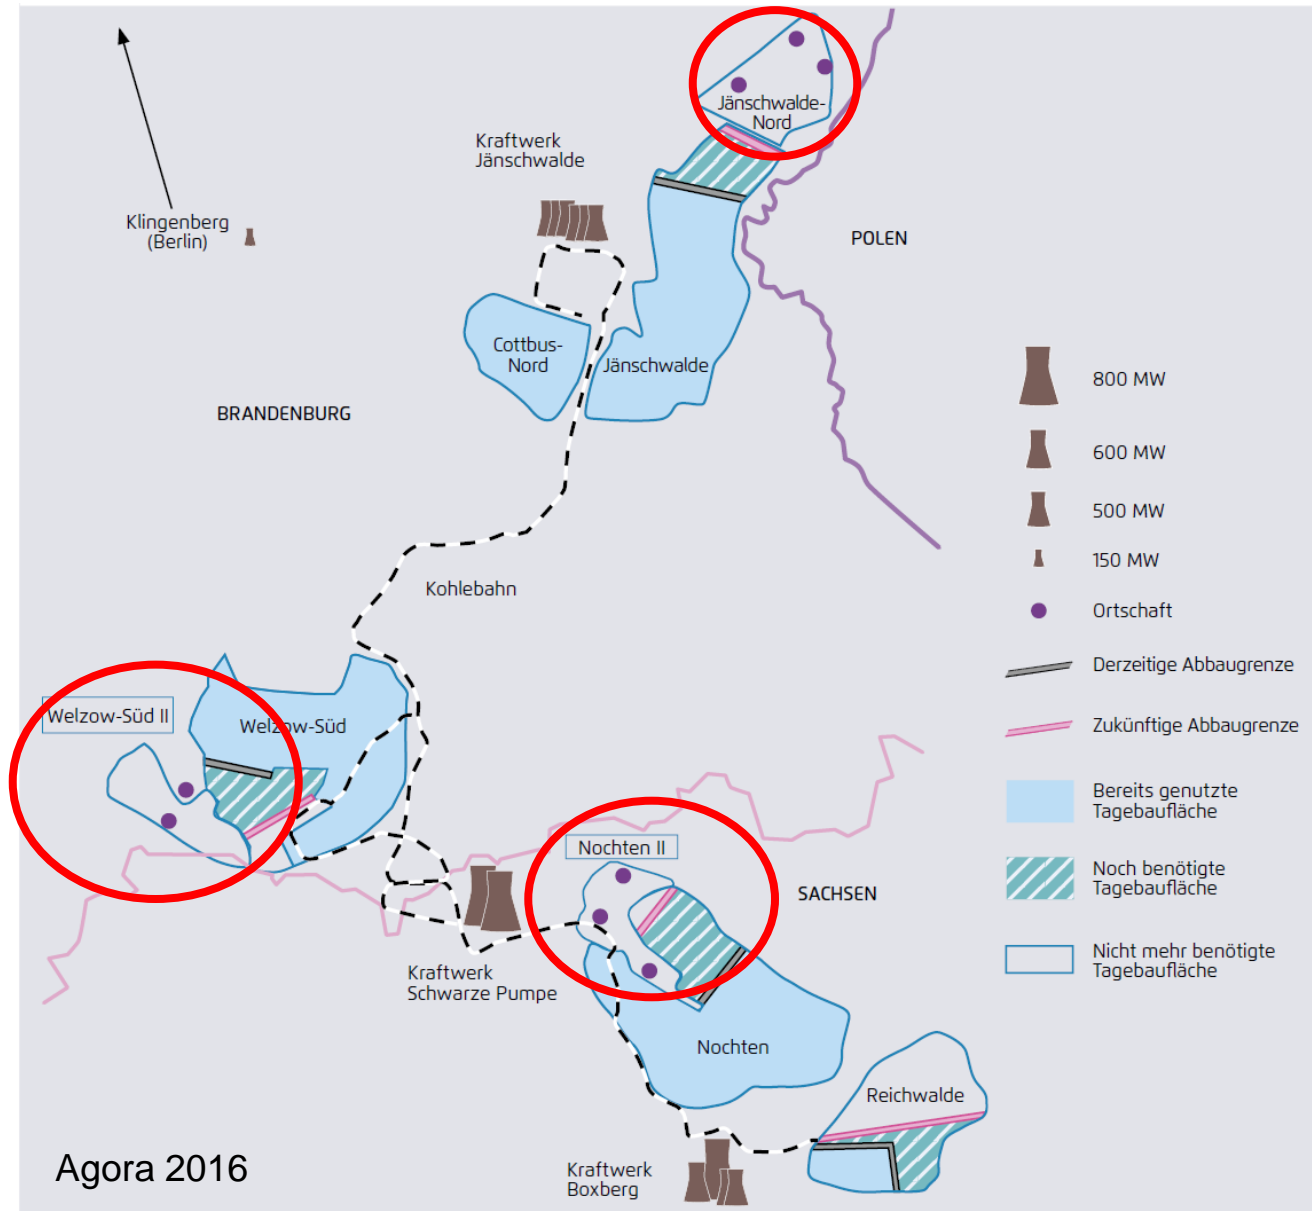 Jänschwalde-
Nord
Kraftwerk
Jänschwalde
Klingenberg
(Berlin)
POLEN
Cottbus-
Nord
Jänschwalde
BRANDENBURG
800 MW
600 MW
500 MW
150 MW
Kohlebahn
Ortschaft
Derzeitige Abbaugrenze
Welzow-Süd II
Welzow-Süd
Zukünftige Abbaugrenze
Bereits genutzte
Tagebaufläche
Nochten II
Noch benötigte
Tagebaufläche
SACHSEN
Nicht mehr benötigte
Tagebaufläche
Kraftwerk
Schwarze Pumpe
Nochten
Reichwalde
Agora 2016
Kraftwerk
Boxberg